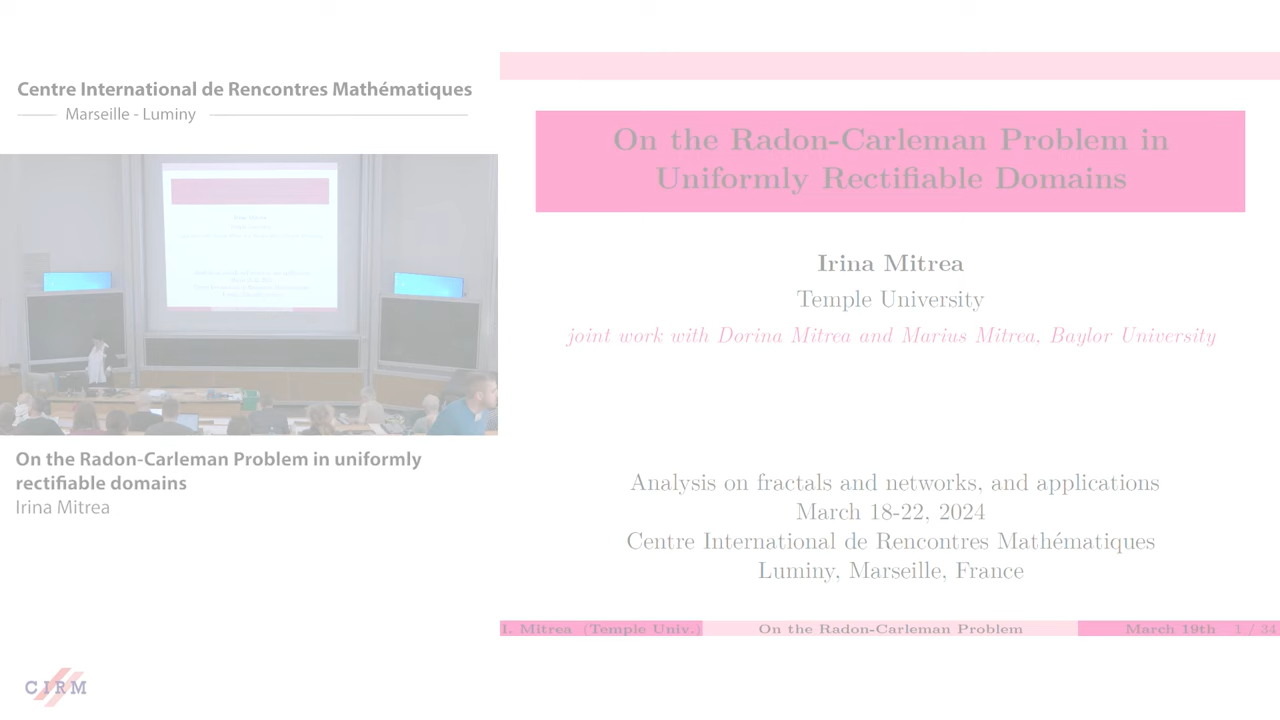 Centre International de Rencontres Mathématiques
Marseille - Luminy
On the Radon-Carleman Problem in uniformly
rectifiable domains
Irina Mitrea
CIRM
On the Radon-Carleman Problem in
Uniformly Rectifiable Domains
Irina Mitrea
Temple University
joint work with Dorina Mitrea and Marius Mitrea, Baylor University
Analysis on fractals and networks, and applications
March 18-22, 2024
Centre International de Rencontres Mathématiques
Luminy, Marseille, France
I. Mitrea (Temple Univ.)
On the Radon-Carleman Problem
March 19th 1 / 34